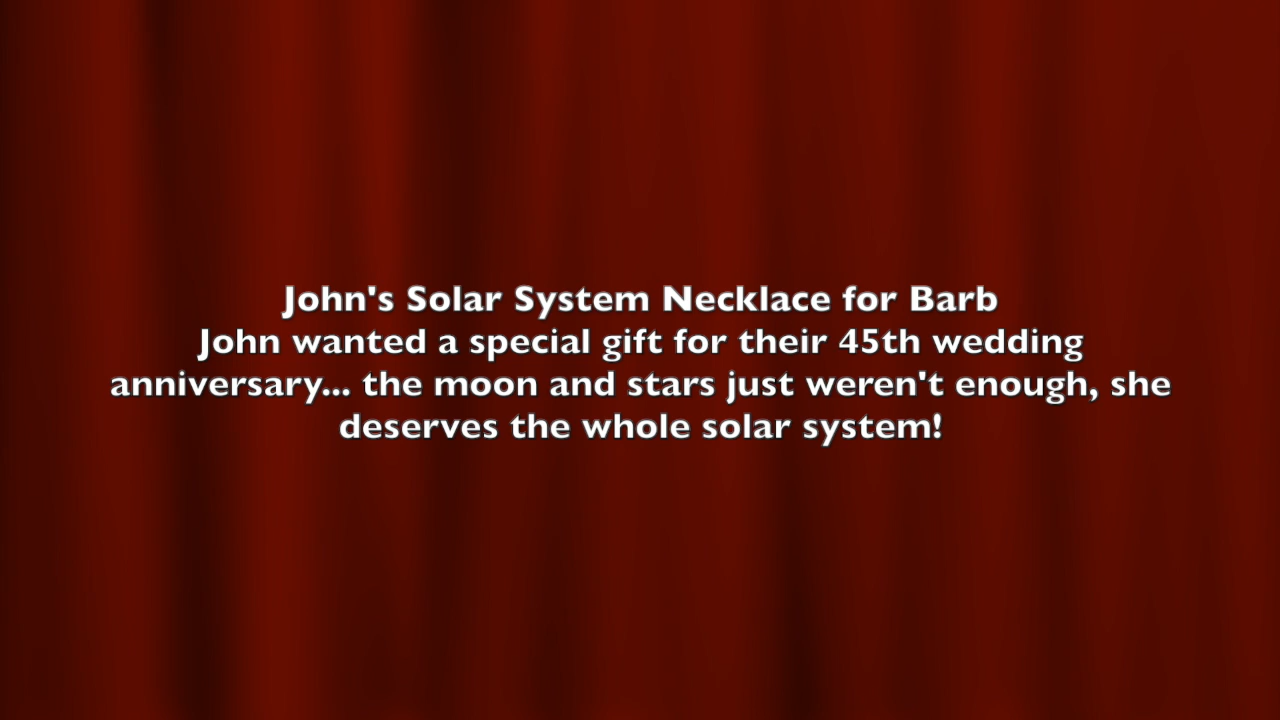 John's Solar System Necklace for Barb
John wanted a special gift for their 45th wedding
anniversary... the moon and stars just weren't enough, she
deserves the whole solar system!